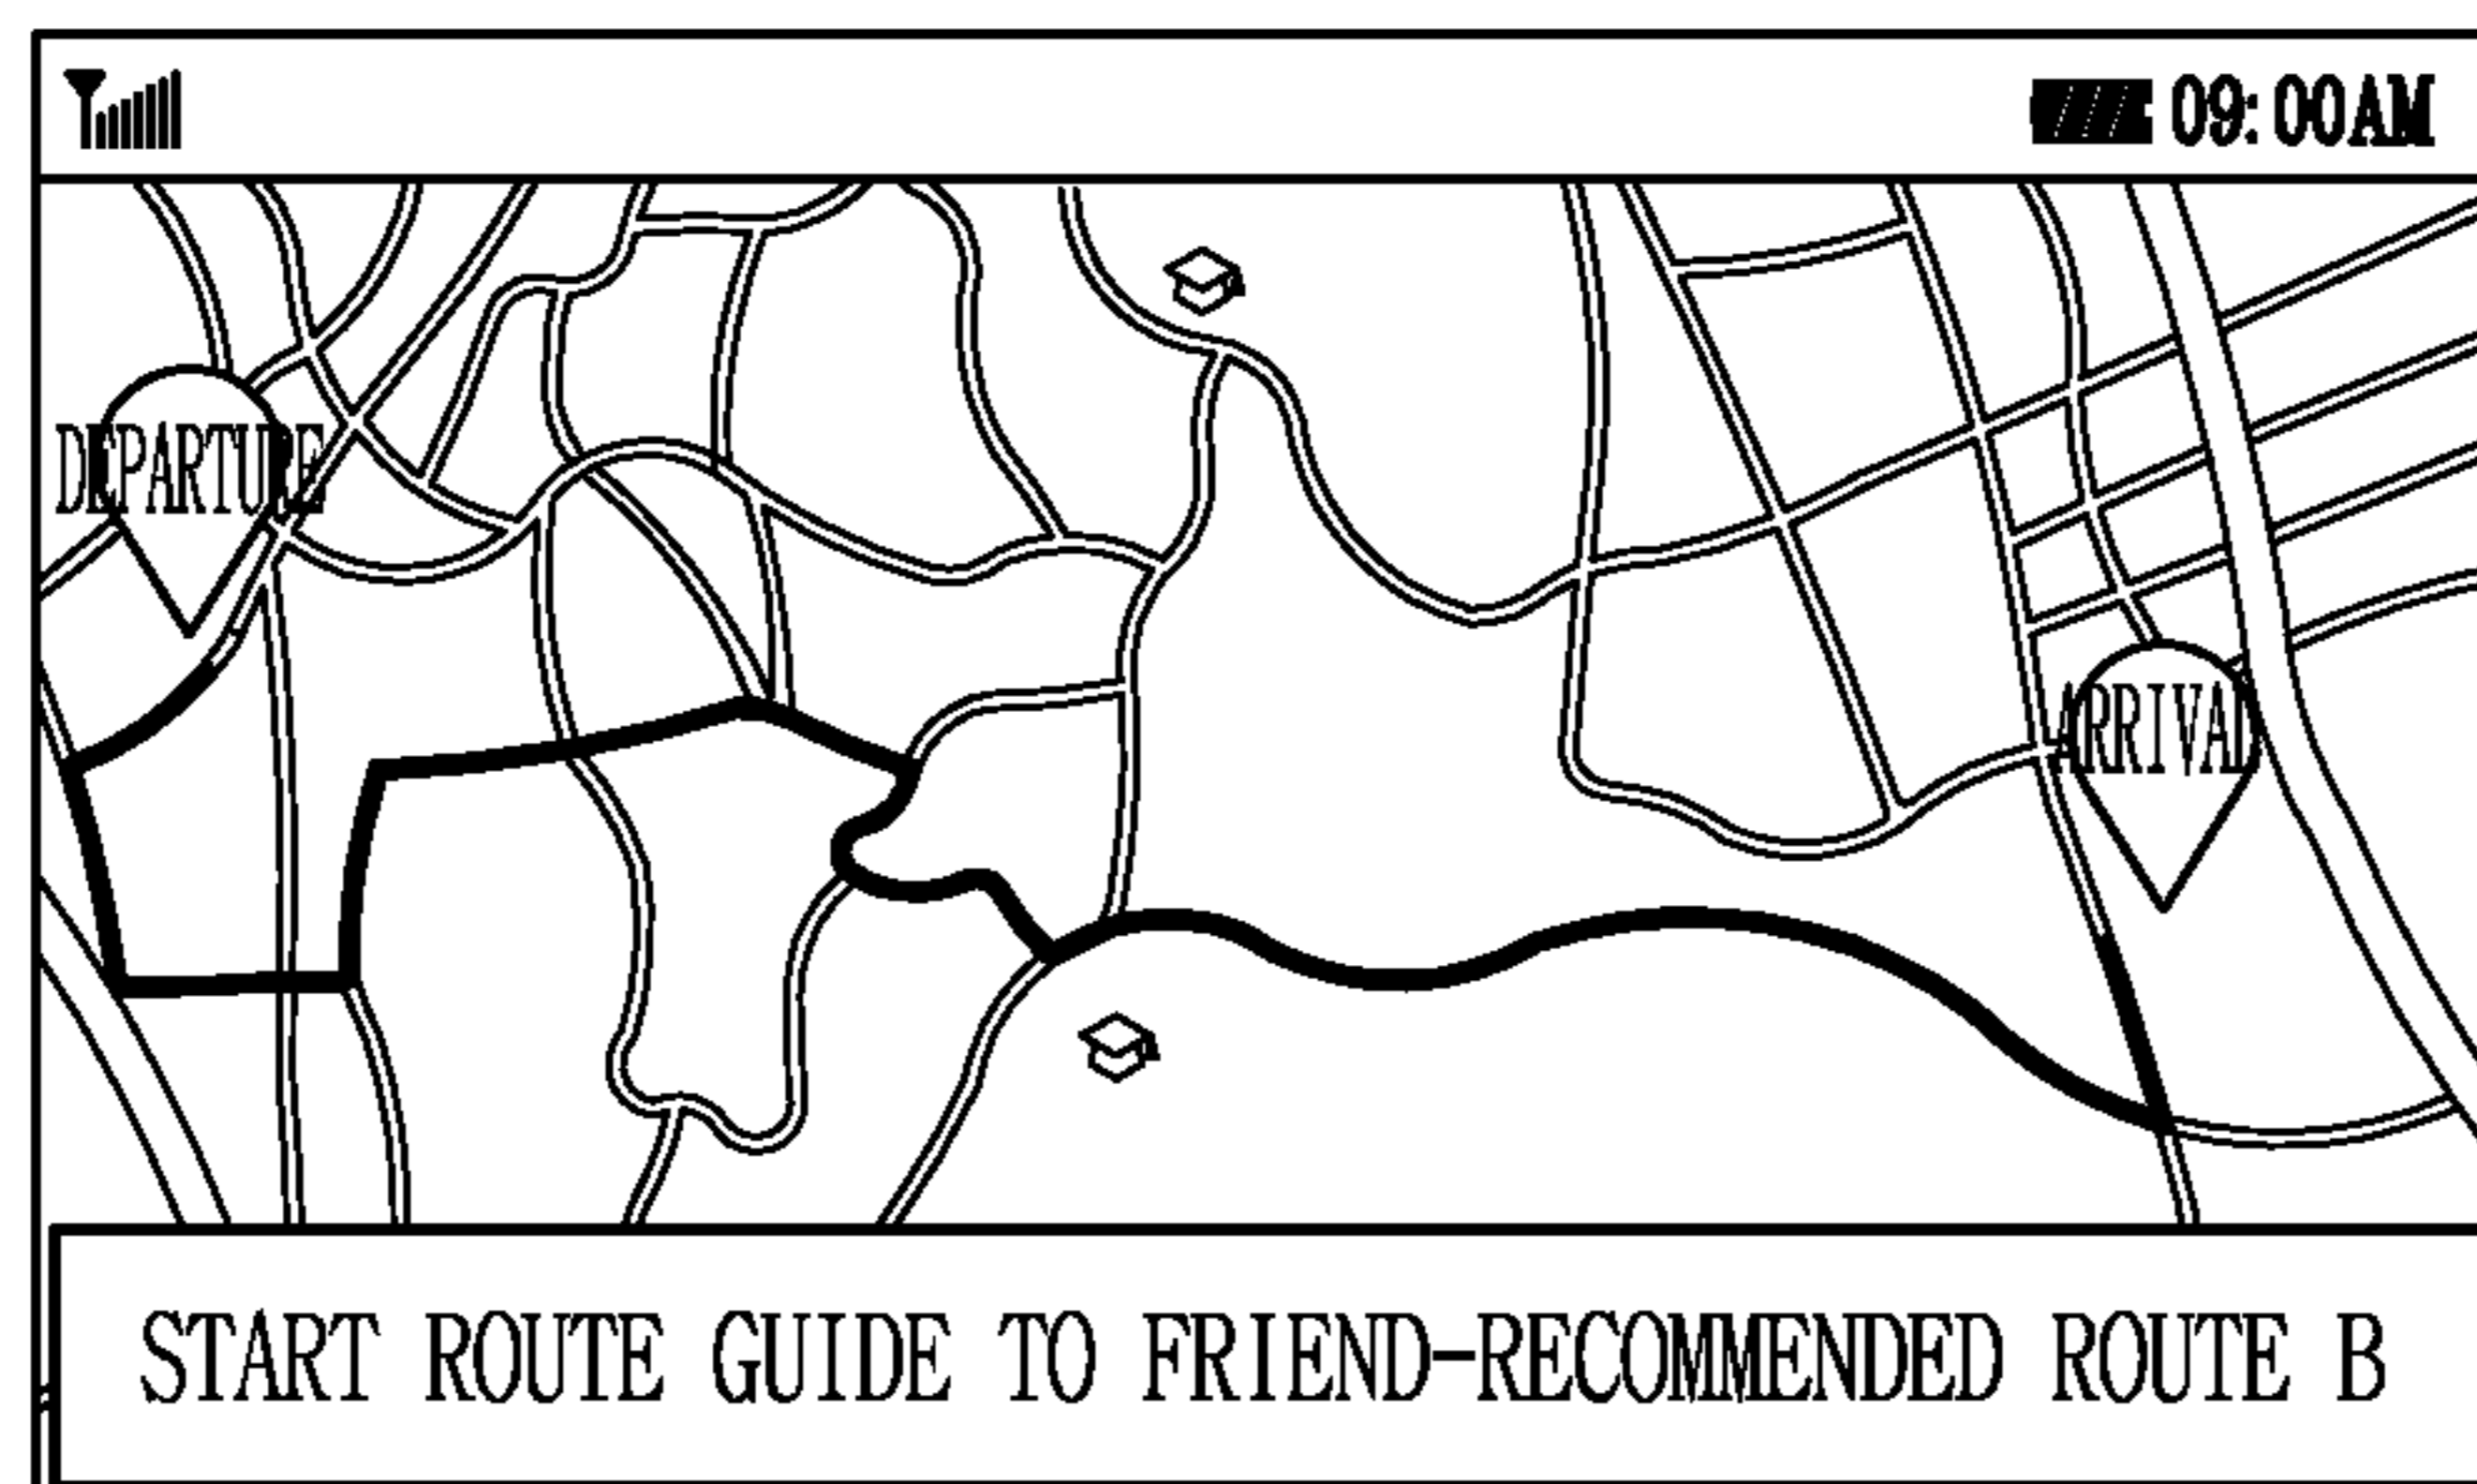 09:00AM
DEPARTURE
ARRIVAL
START ROUTE GUIDE TO FRIEND-RECOMMENDED ROUTE B